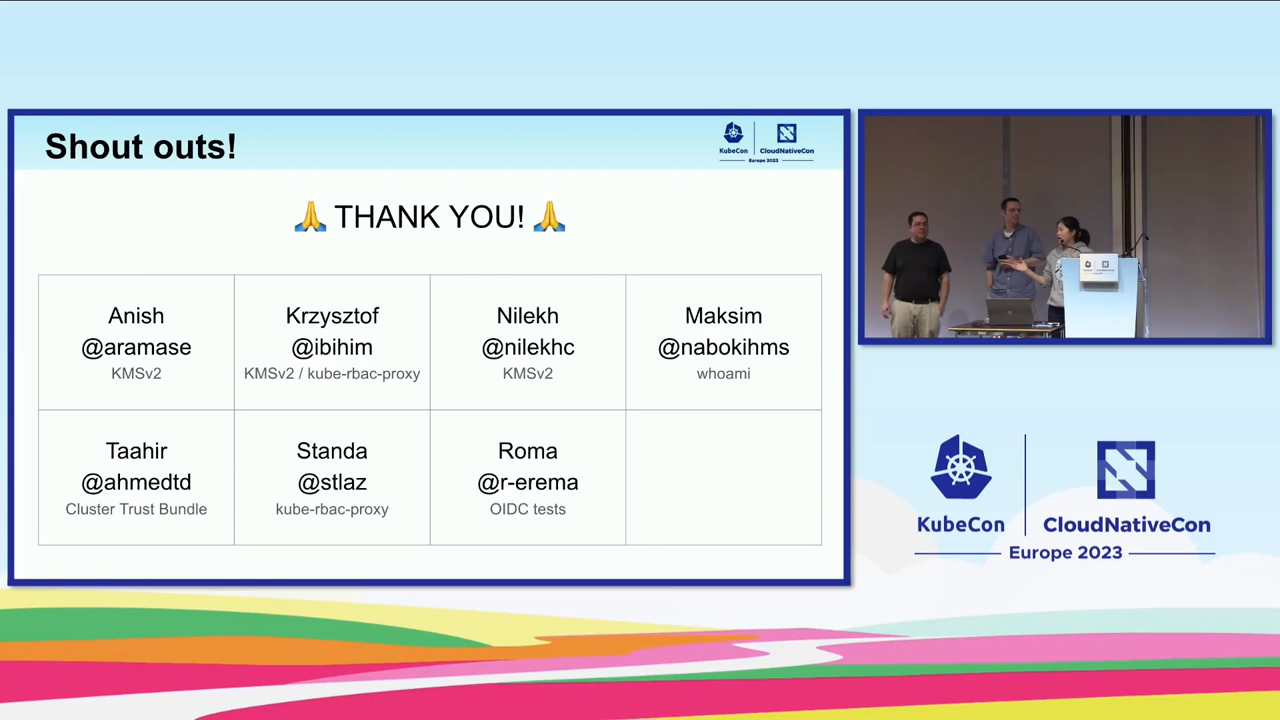 Shout outs!
KubeCon
CloudNativeCon
Europe 2023
🙏 THANK YOU! 🙏
Anish
@aramase
KMSv2
Krzysztof
@ibihim
KMSv2 / kube-rbac-proxy
Nilekh
@nilekhc
KMSv2
Maksim
@nabokihms
whoami
Taahir
@ahmedtd
Cluster Trust Bundle
Standa
@stlaz
kube-rbac-proxy
Roma
@r-erema
OIDC tests
KubeCon
CloudNativeCon
Europe 2023